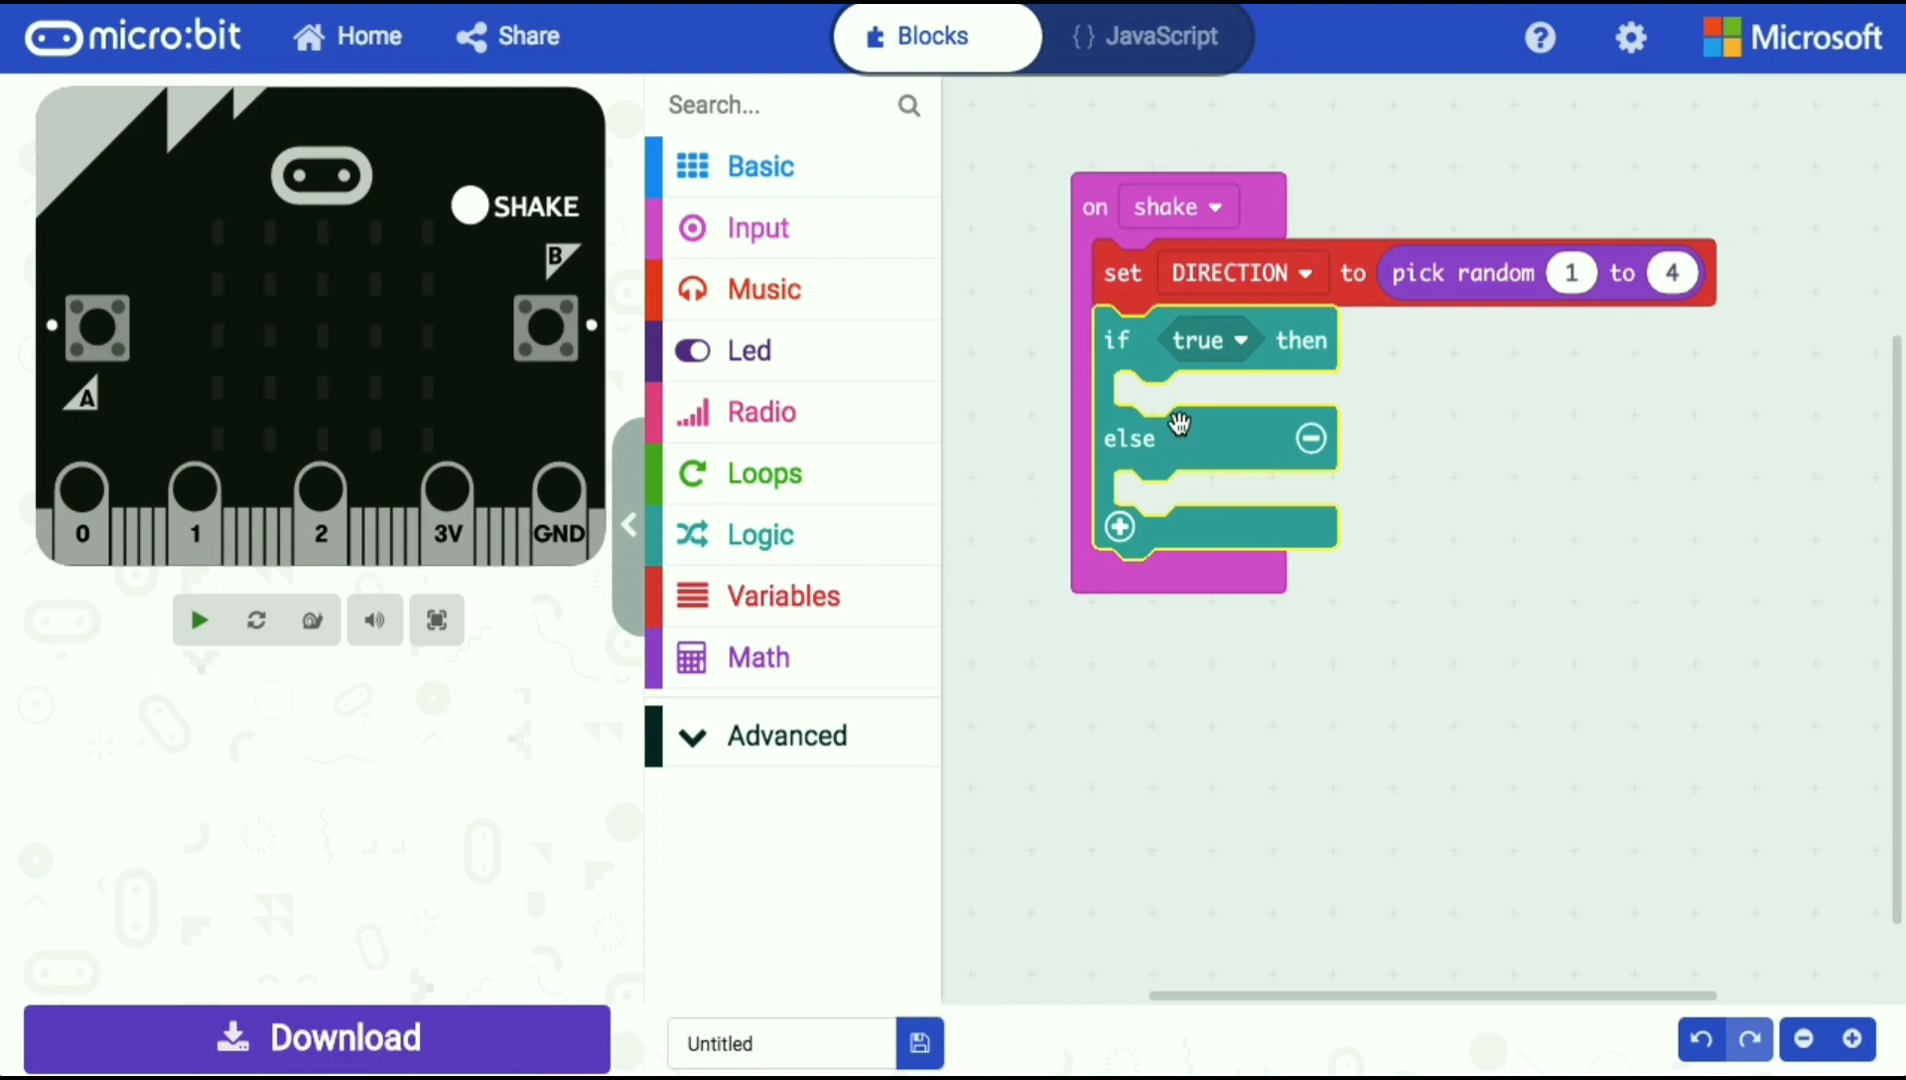 micro:bit Home Share Blocks {} JavaScript ? Microsoft
SHAKE
B
A
0 1 2 3V GND
Download
Search...
Basic
Input
Music
Led
Radio
Loops
Logic
Variables
Math
Advanced
Untitled
on shake
set DIRECTION to pick random 1 to 4
if true then
else